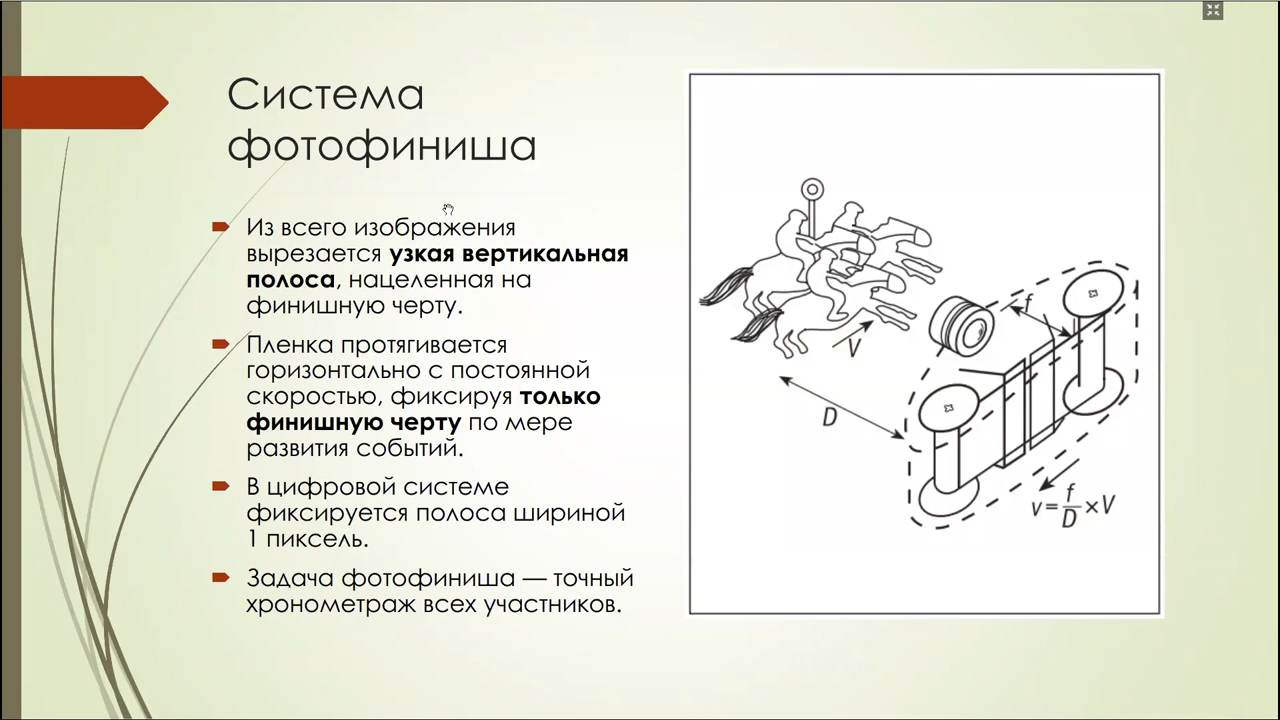 Система
фотофиниша
Из всего изображения
вырезается узкая вертикальная
полоса, нацеленная на
финишную черту.
Пленка протягивается
горизонтально с постоянной
скоростью, фиксируя только
финишную черту по мере
развития событий.
В цифровой системе
фиксируется полоса шириной
1 пиксель.
Задача фотофиниша — точный
хронометраж всех участников.
f
V
D
v=f/D×V